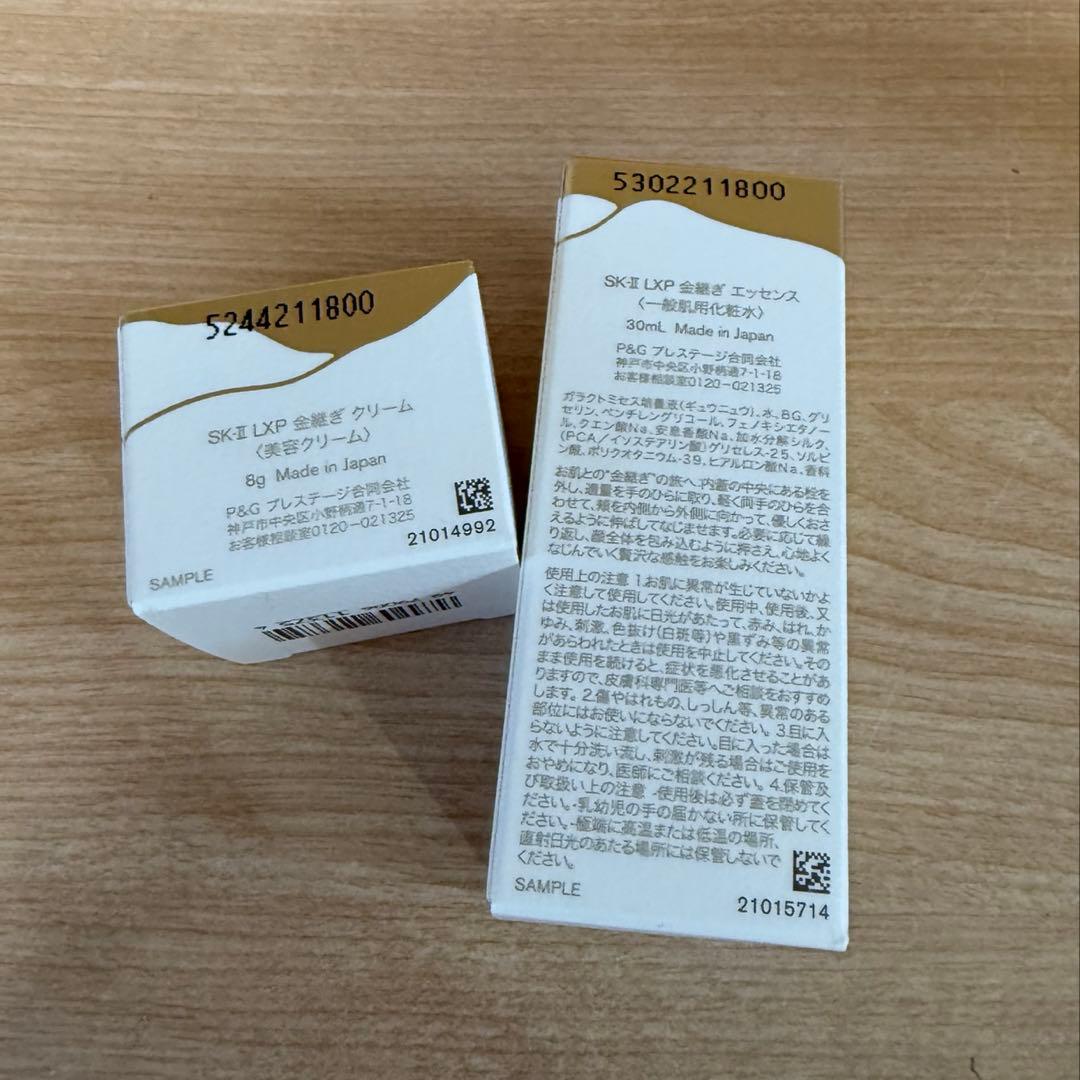 5244211800
SK-II LXP 金継ぎ クリーム
〈美容クリーム〉
8g Made in Japan
P&G プレステージ合同会社
神戸市中央区小野柄通7-1-18
お客様相談室0120-021325
21014992
SAMPLE
5302211800
SK-II LXP 金継ぎ エッセンス
〈一般肌用化粧水〉
30mL Made in Japan
P&G プレステージ合同会社
神戸市中央区小野柄通7-1-18
お客様相談室0120-021325
ガラクトミセス培養液(ギュウニュウ)、水、BG、グリ
セリン、ペンチレングリコール、フェノキシエタノー
ル、クエン酸Na、安息香酸Na、加水分解シルク、
(PCA/イソステアリン酸)グリセレス-25、ソルビ
ン酸、ポリクオタニウム-39、ヒアルロン酸Na、香料
お肌との“金継ぎ”の旅へ。内蓋の中央にある栓を
外し、適量を手のひらに取り、軽く両手のひらを合
わせて、頬を内側から外側に向かって、優しくおさ
えるように伸ばしてなじませます。必要に応じて繰
り返し、顔全体を包み込むように押さえ、心地よく
なじんでいく贅沢な感触をお楽しみください。
使用上の注意 1.お肌に異常が生じていないかよ
く注意して使用してください。使用中、使用後、又
は使用したお肌に日光があたって、赤み、はれ、か
ゆみ、刺激、色抜け(白斑等)や黒ずみ等の異常
があらわれたときは使用を中止してください。その
まま使用を続けると、症状を悪化させることがあ
りますので、皮膚科専門医等へご相談をおすすめ
します。2.傷やはれもの、しっしん等、異常のある
部位にはお使いにならないでください。3.目に入
らないように注意してください。目に入った場合は
水で十分洗い流し、刺激が残る場合はご使用を
おやめになり、医師にご相談ください。4.保管及
び取扱い上の注意 -使用後は必ず蓋を閉めてく
ださい。-乳幼児の手の届かない所に保管してく
ださい。-極端に高温または低温の場所、
直射日光のあたる場所には保管しないで
ください。
SAMPLE
21015714